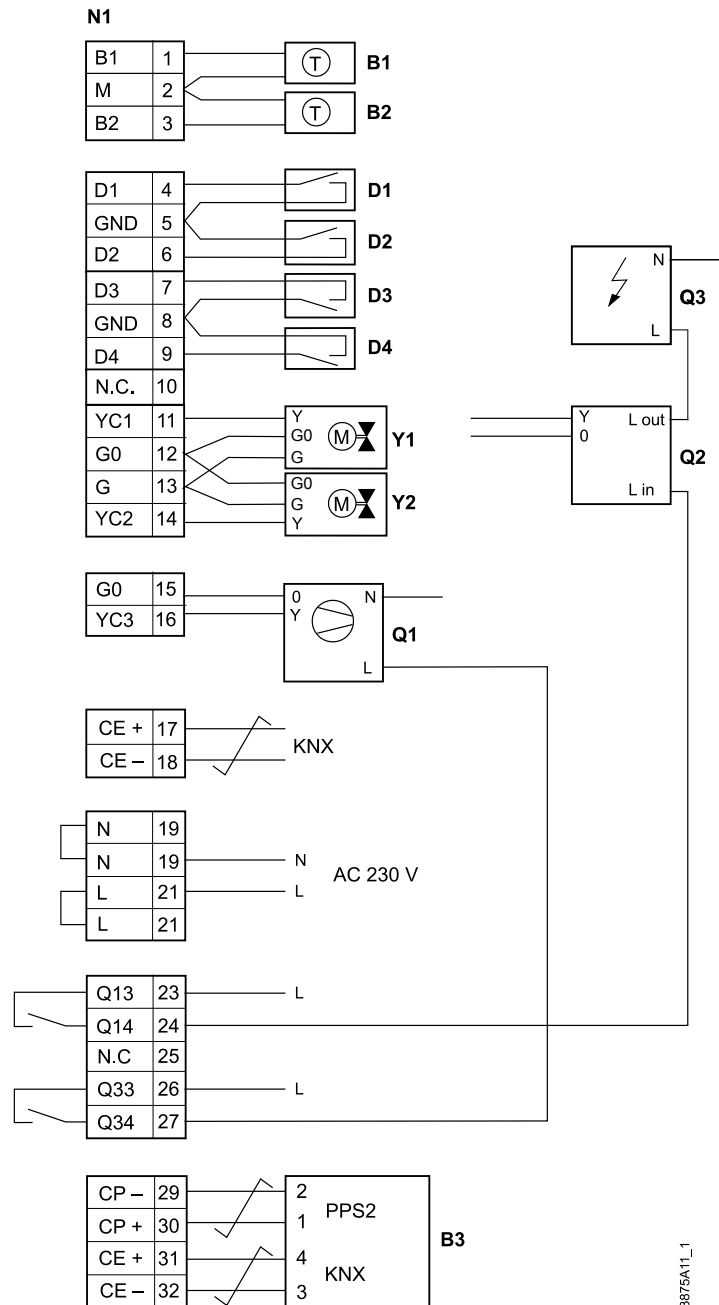 N1
B1 1
M 2
B2 3
T B1
T B2
D1 4
GND 5
D2 6
D3 7
GND 8
D4 9
N.C. 10
YC1 11
G0 12
G 13
YC2 14
D1
D2
D3
D4
Y
G0 M Y1
G
G0
G M Y2
Y
N
Q3
L
Y L out
0
Q2
L in
G0 15
YC3 16
0 N
Y
Q1
L
CE + 17
CE – 18
KNX
N 19
N 19 N
L 21 L
L 21
AC 230 V
Q13 23 L
Q14 24
N.C 25
Q33 26 L
Q34 27
CP – 29 2
CP + 30 1
PPS2
CE + 31 4
CE – 32 3
KNX
B3
3875A11_1